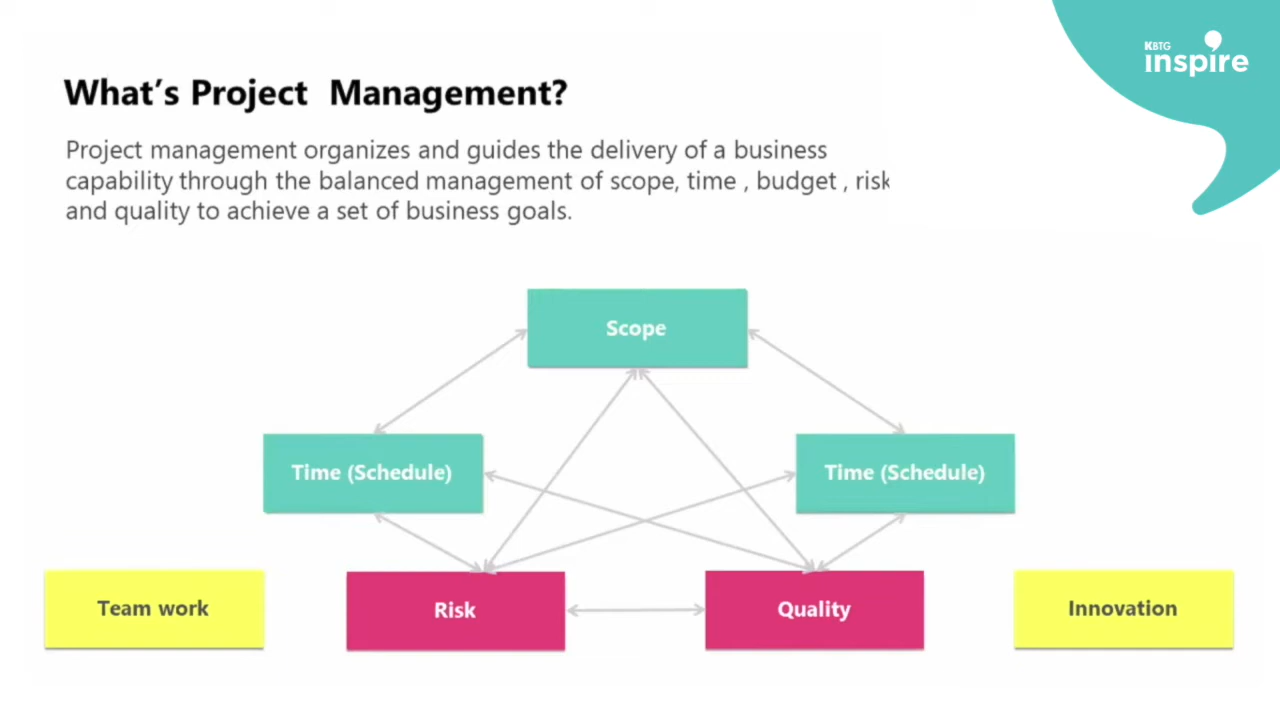 KBTG
inspire
What's Project Management?
Project management organizes and guides the delivery of a business
capability through the balanced management of scope, time , budget , risk
and quality to achieve a set of business goals.
Scope
Time (Schedule)
Time (Schedule)
Team work
Risk
Quality
Innovation